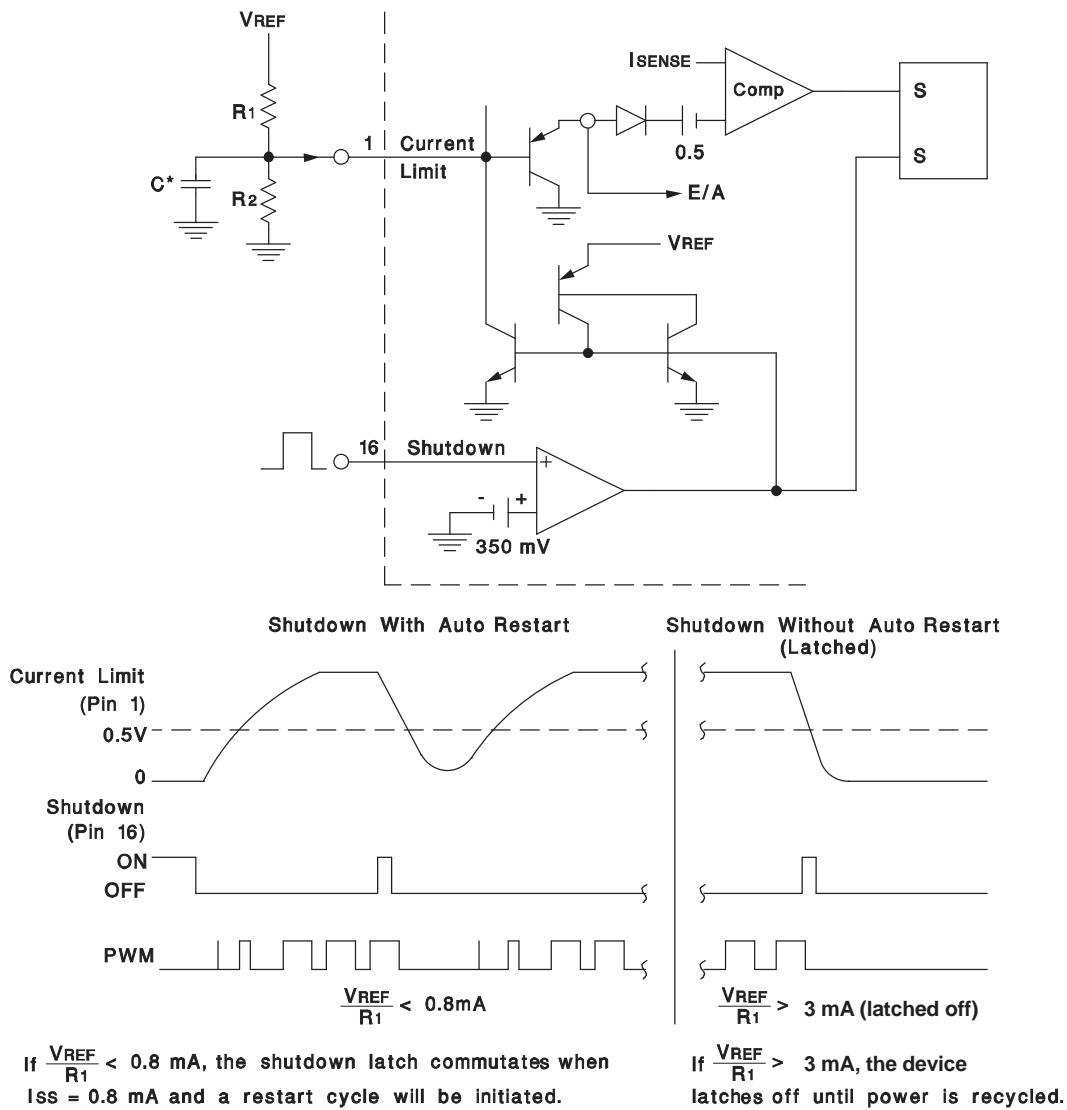 VREF
R1
1 Current
Limit
C*
R2
ISENSE
Comp
S
S
0.5
E/A
VREF
16 Shutdown
+
- +
350 mV
Shutdown With Auto Restart
Shutdown Without Auto Restart
(Latched)
Current Limit
(Pin 1)
0.5V
0
Shutdown
(Pin 16)
ON
OFF
PWM
VREF/R1 < 0.8mA
VREF/R1 > 3 mA (latched off)
If VREF/R1 < 0.8 mA, the shutdown latch commutates when
ISS = 0.8 mA and a restart cycle will be initiated.
If VREF/R1 > 3 mA, the device
latches off until power is recycled.